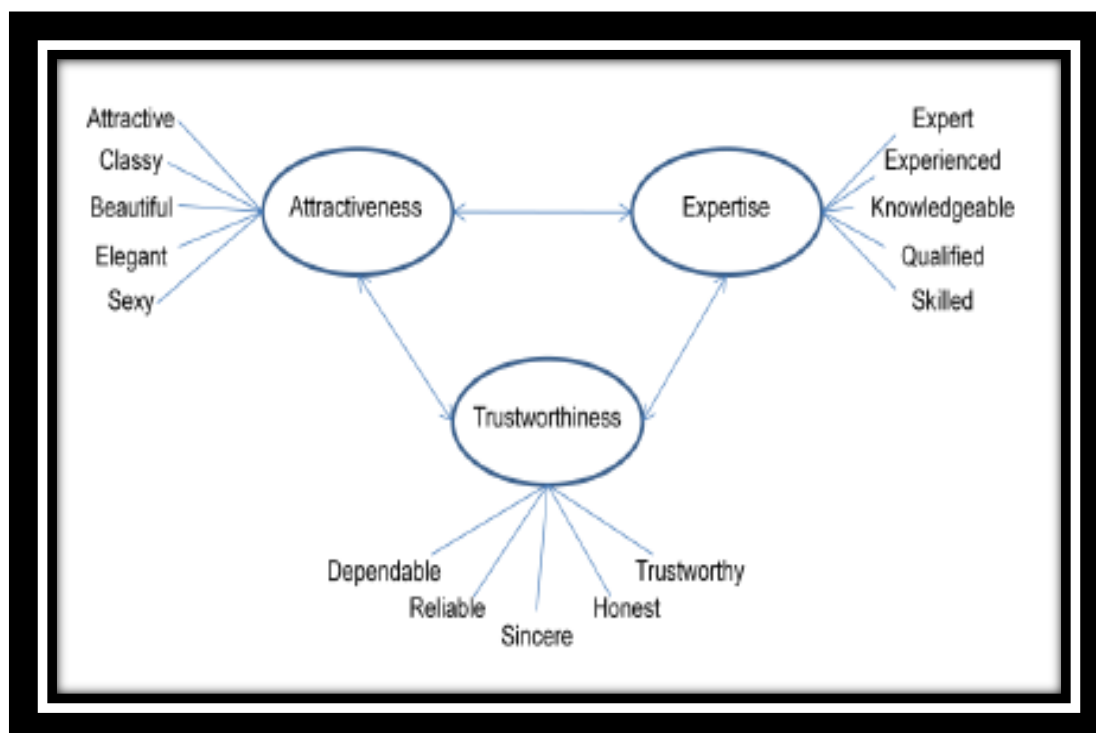 Attractive
Classy
Beautiful
Elegant
Sexy
Attractiveness
Expertise
Expert
Experienced
Knowledgeable
Qualified
Skilled
Trustworthiness
Dependable
Reliable
Sincere
Honest
Trustworthy